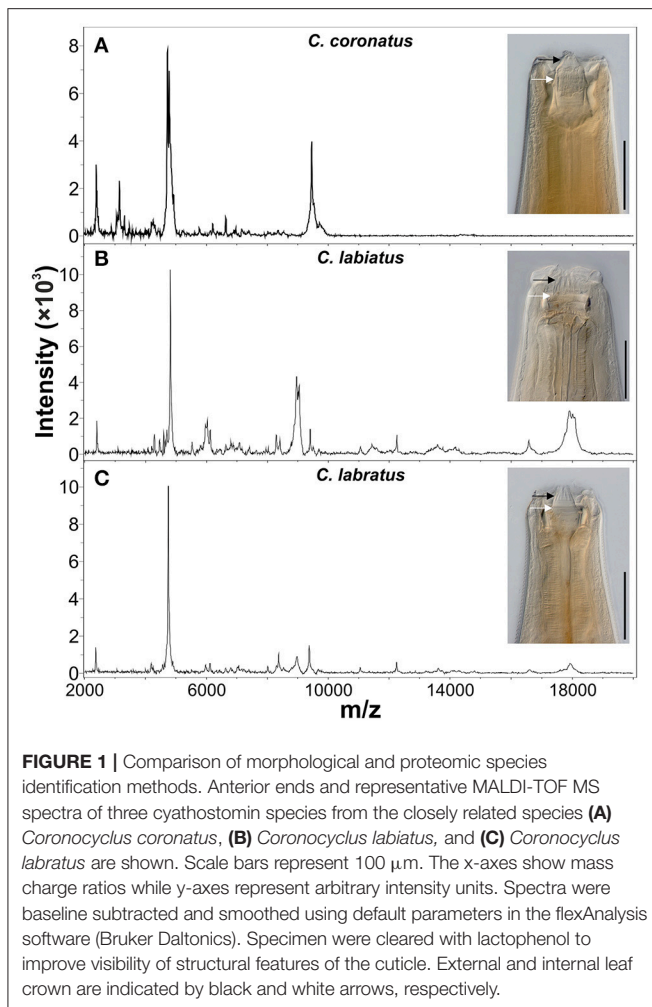 A
C. coronatus
8
6
4
2
0
B
C. labiatus
10
8
6
4
2
0
Intensity (×10³)
C
C. labratus
10
8
6
4
2
0
2000 6000 10000 14000 18000
m/z
FIGURE 1 | Comparison of morphological and proteomic species
identification methods. Anterior ends and representative MALDI-TOF MS
spectra of three cyathostomin species from the closely related species (A)
Coronocyclus coronatus, (B) Coronocyclus labiatus, and (C) Coronocyclus
labratus are shown. Scale bars represent 100 μm. The x-axes show mass
charge ratios while y-axes represent arbitrary intensity units. Spectra were
baseline subtracted and smoothed using default parameters in the flexAnalysis
software (Bruker Daltonics). Specimen were cleared with lactophenol to
improve visibility of structural features of the cuticle. External and internal leaf
crown are indicated by black and white arrows, respectively.